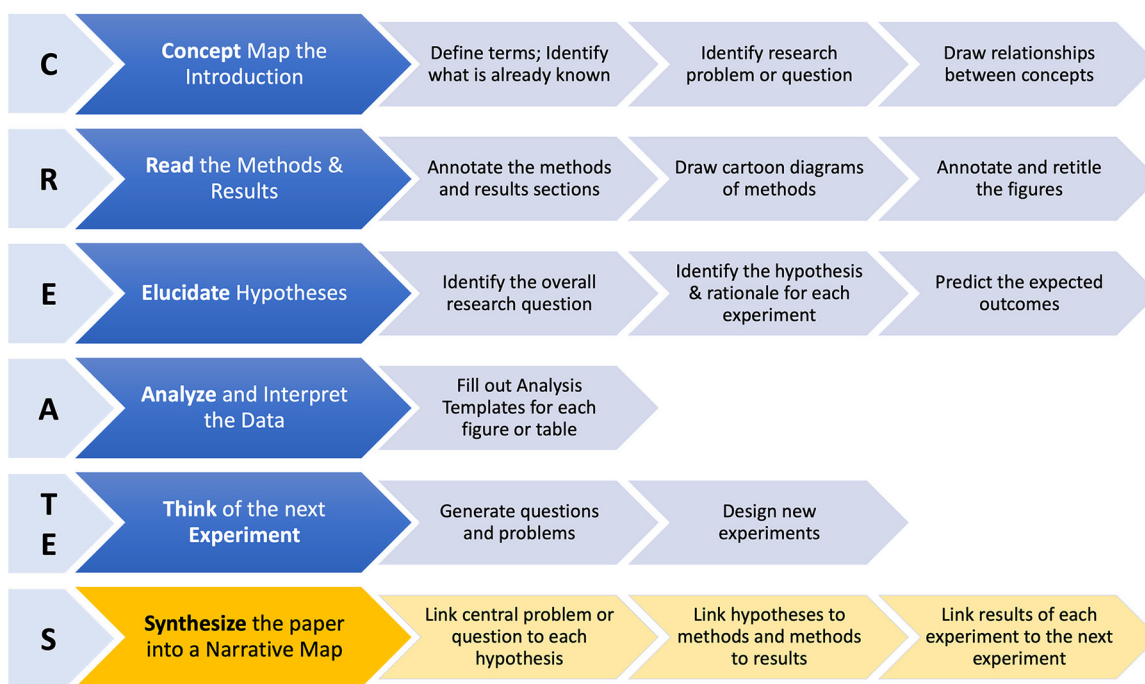 C
Concept Map the
Introduction
Define terms; Identify
what is already known
Identify research
problem or question
Draw relationships
between concepts
R
Read the Methods &
Results
Annotate the methods
and results sections
Draw cartoon diagrams
of methods
Annotate and retitle
the figures
E
Elucidate Hypotheses
Identify the overall
research question
Identify the hypothesis
& rationale for each
experiment
Predict the expected
outcomes
A
Analyze and Interpret
the Data
Fill out Analysis
Templates for each
figure or table
T
E
Think of the next
Experiment
Generate questions
and problems
Design new
experiments
S
Synthesize the paper
into a Narrative Map
Link central problem or
question to each
hypothesis
Link hypotheses to
methods and methods
to results
Link results of each
experiment to the next
experiment